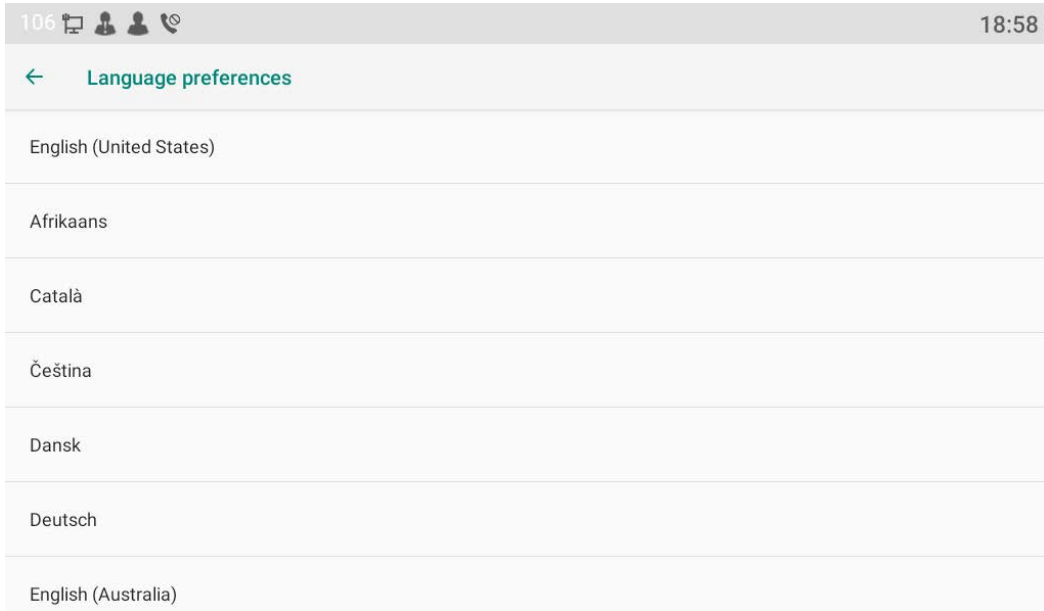 106 18:58
Language preferences
English (United States)
Afrikaans
Català
Čeština
Dansk
Deutsch
English (Australia)